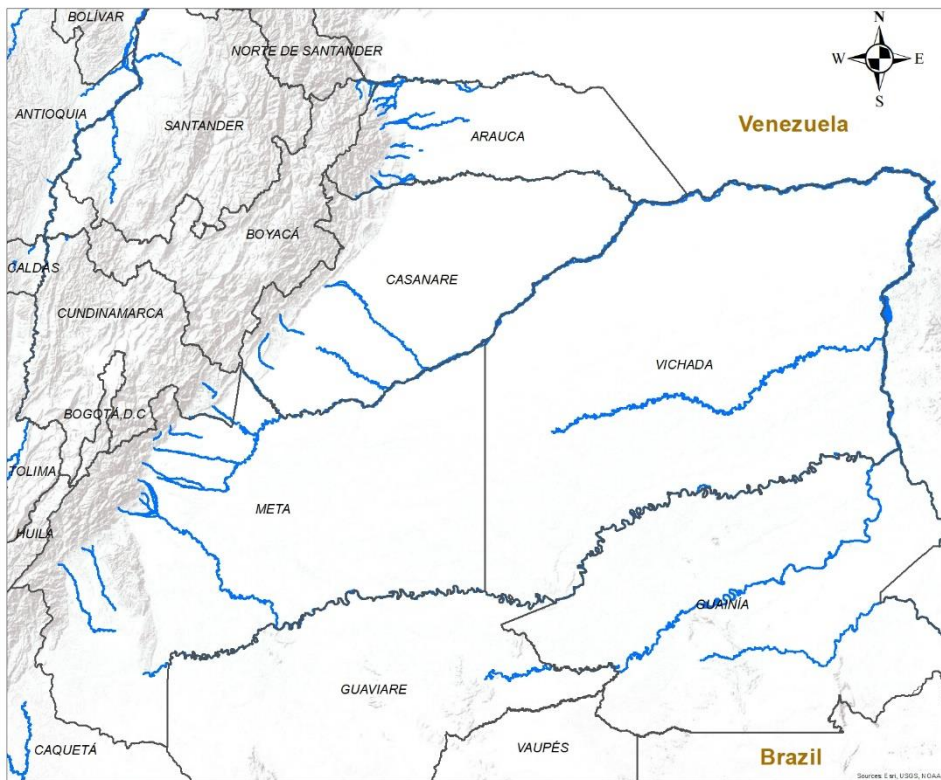 BOLÍVAR
N
NORTE DE SANTANDER
W E
S
ANTIOQUIA
SANTANDER
Venezuela
ARAUCA
BOYACÁ
CALDAS
CASANARE
CUNDINAMARCA
VICHADA
BOGOTÁ, D.C
TOLIMA
META
HUILA
GUAINÍA
GUAVIARE
CAQUETÁ
VAUPÉS
Brazil
Sources: Esri, USGS, NOAA